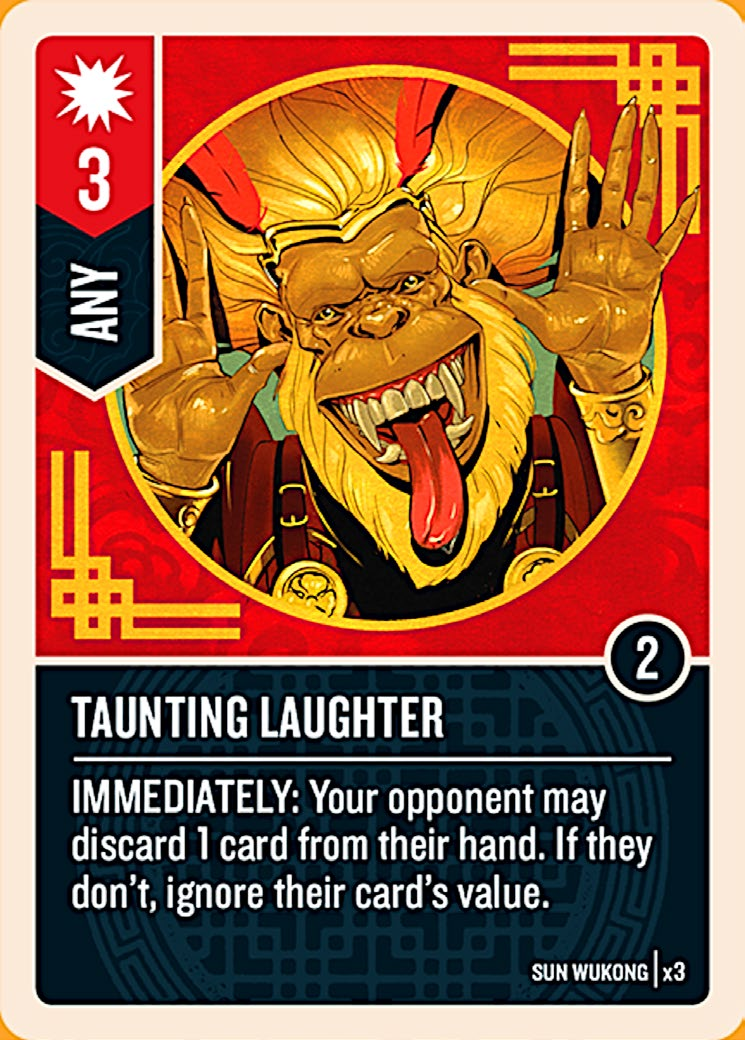 3
ANY
2
TAUNTING LAUGHTER
IMMEDIATELY: Your opponent may
discard 1 card from their hand. If they
don't, ignore their card's value.
SUN WUKONG | x3